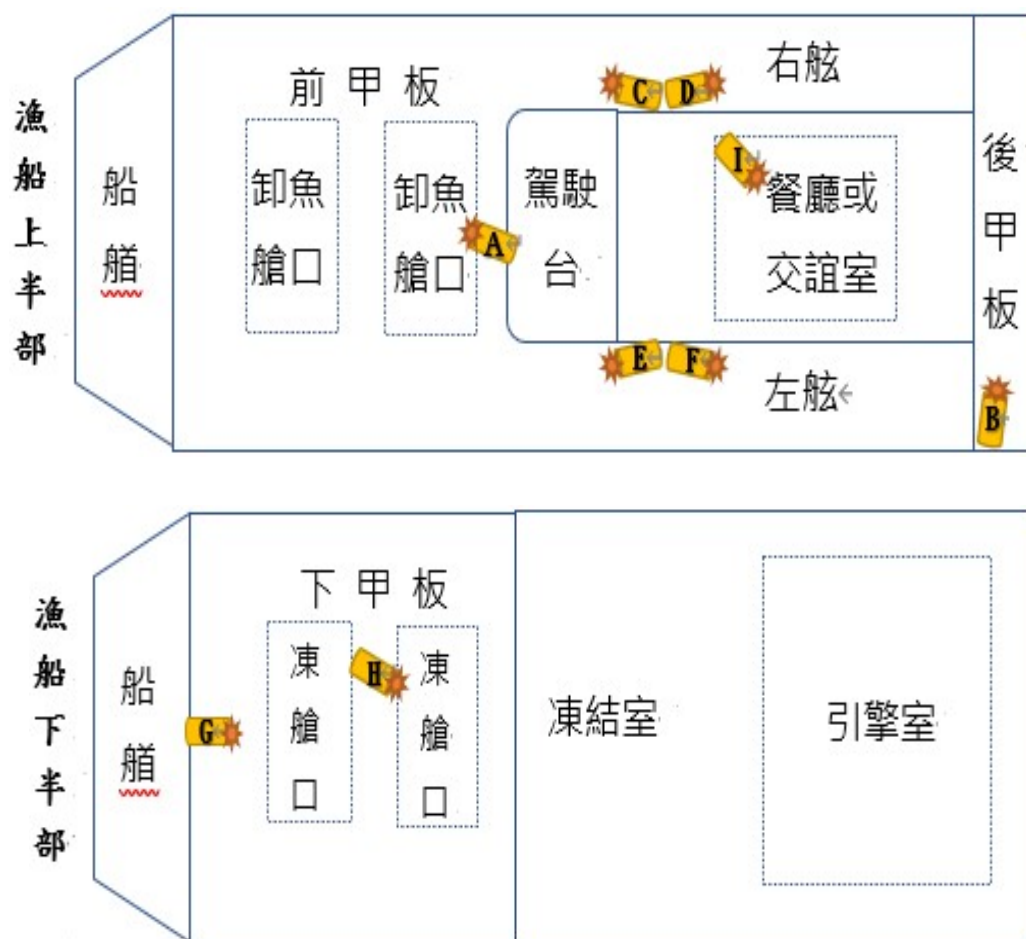 漁船上半部
船艏
前甲板
卸魚艙口
卸魚艙口
A
駕駛台
C
D
右舷
I
餐廳或
交誼室
E
F
左舷
後甲板
B
漁船下半部
船艏
G
下甲板
凍艙口
H
凍艙口
凍結室
引擎室